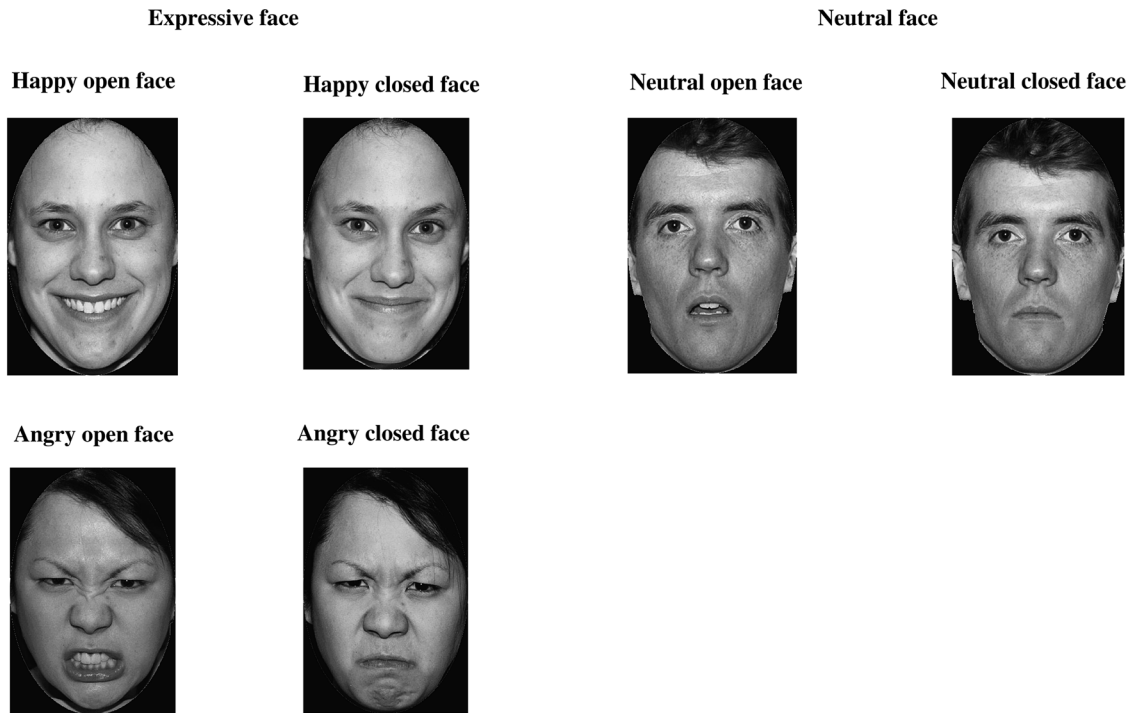 Expressive face
Neutral face
Happy open face
Happy closed face
Neutral open face
Neutral closed face
Angry open face
Angry closed face